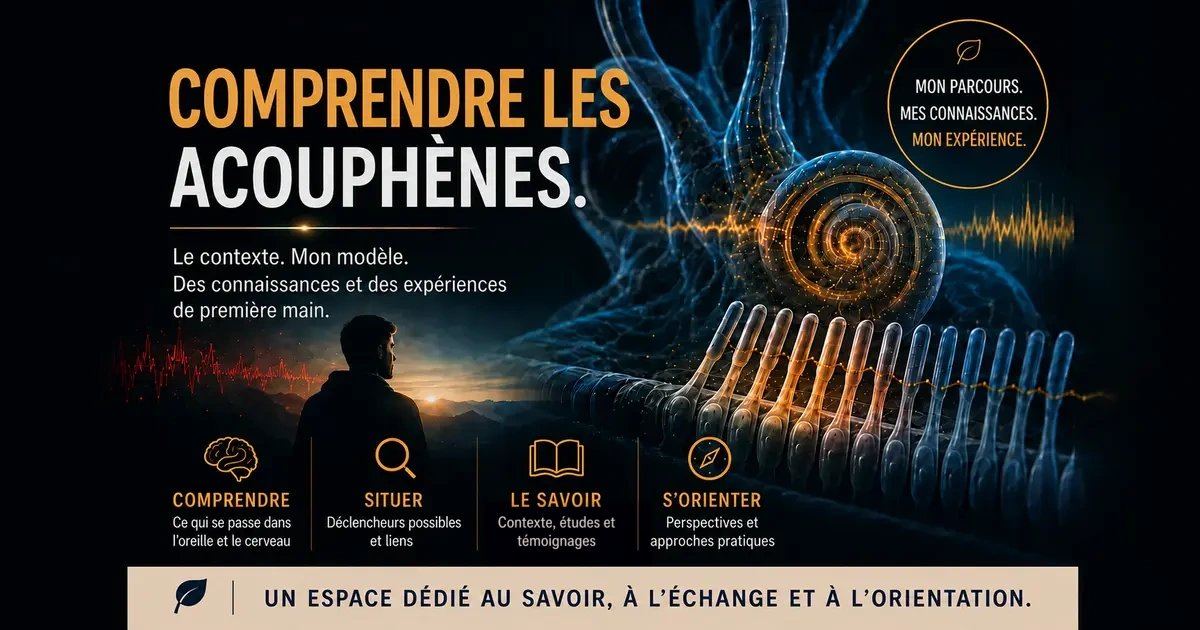 COMPRENDRE LES
ACOUPHÈNES.
Le contexte. Mon modèle.
Des connaissances et des expériences
de première main.
MON PARCOURS.
MES CONNAISSANCES.
MON EXPÉRIENCE.
COMPRENDRE
Ce qui se passe dans
l'oreille et le cerveau
SITUER
Déclencheurs possibles
et liens
LE SAVOIR
Contexte, études et
témoignages
S'ORIENTER
Perspectives et
approches pratiques
UN ESPACE DÉDIÉ AU SAVOIR, À L'ÉCHANGE ET À L'ORIENTATION.